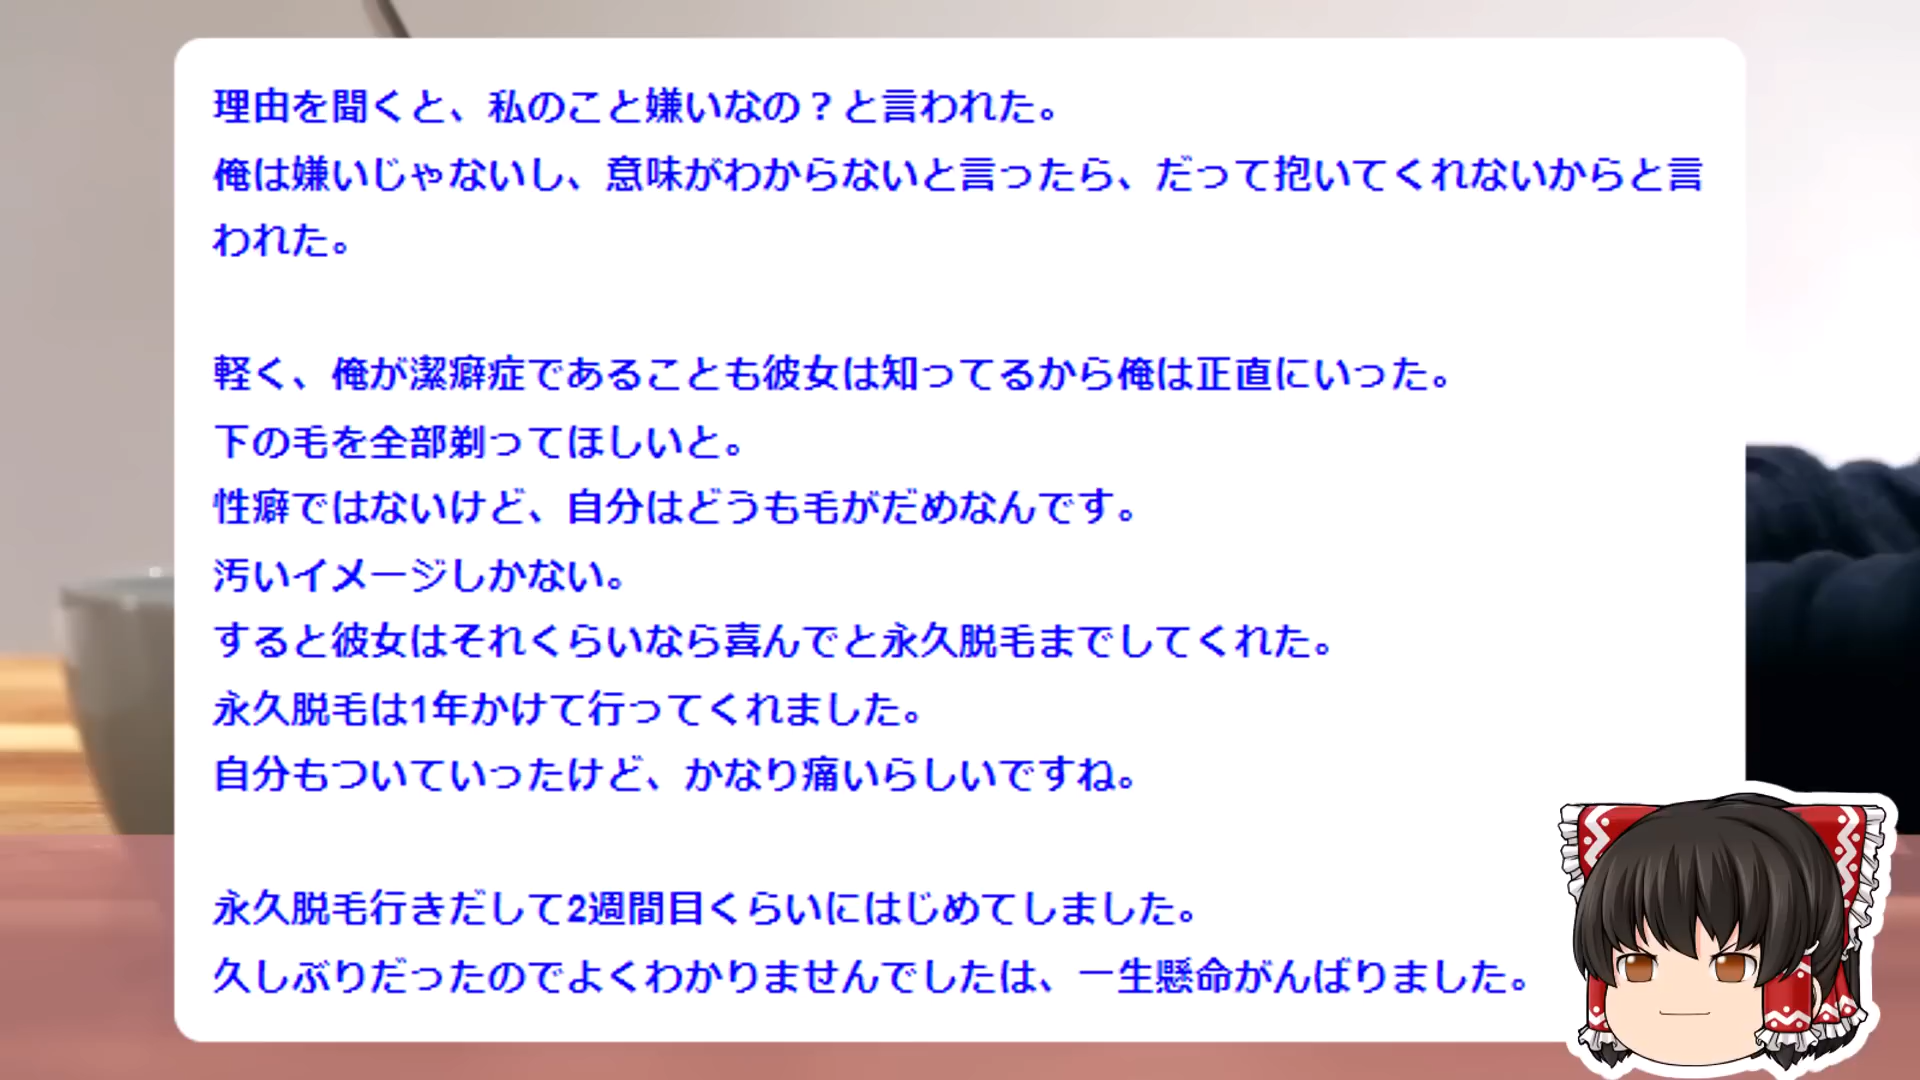 理由を聞くと、私のこと嫌いなの？と言われた。
俺は嫌いじゃないし、意味がわからないと言ったら、だって抱いてくれないからと言
われた。
軽く、俺が潔癖症であることも彼女は知ってるから俺は正直にいった。
下の毛を全部剃ってほしいと。
性癖ではないけど、自分はどうも毛がだめなんです。
汚いイメージしかない。
すると彼女はそれくらいなら喜んでと永久脱毛までしてくれた。
永久脱毛は1年かけて行ってくれました。
自分もついていったけど、かなり痛いらしいですね。
永久脱毛行きだして2週間目くらいにはじめてしました。
久しぶりだったのでよくわかりませんでしたは、一生懸命がんばりました。